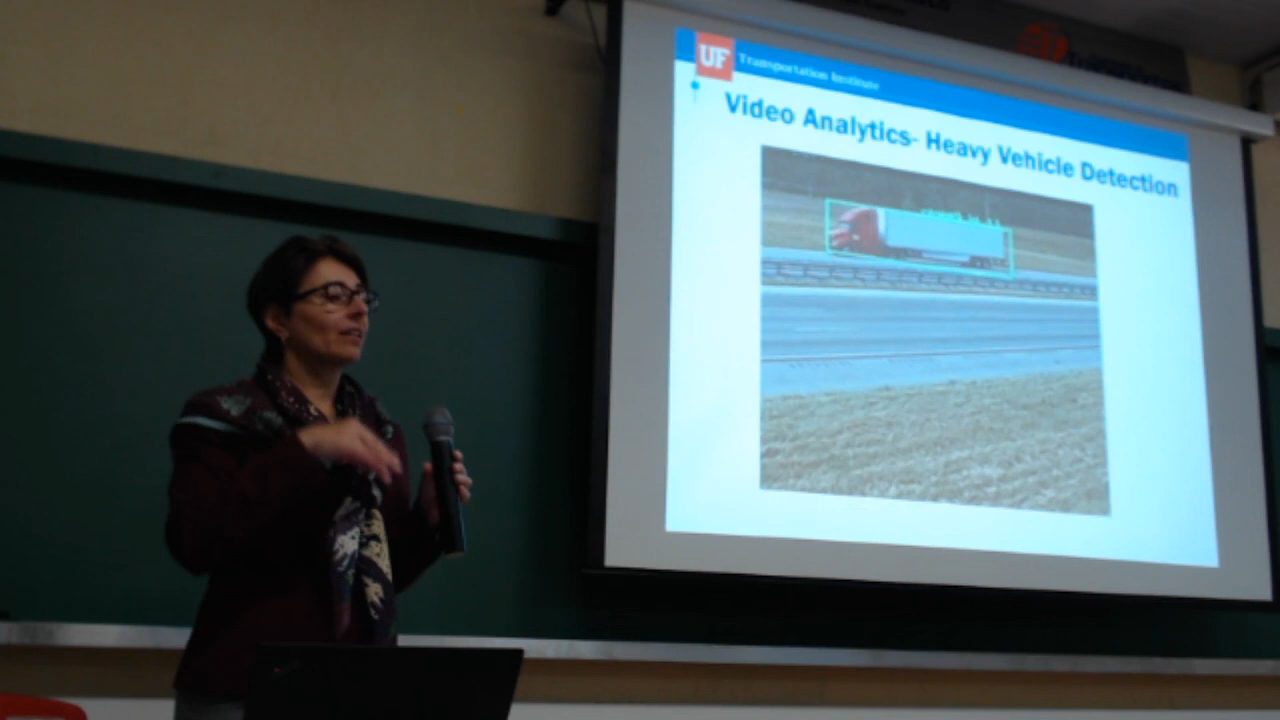 UF
Transportation Institute
Video Analytics- Heavy Vehicle Detection